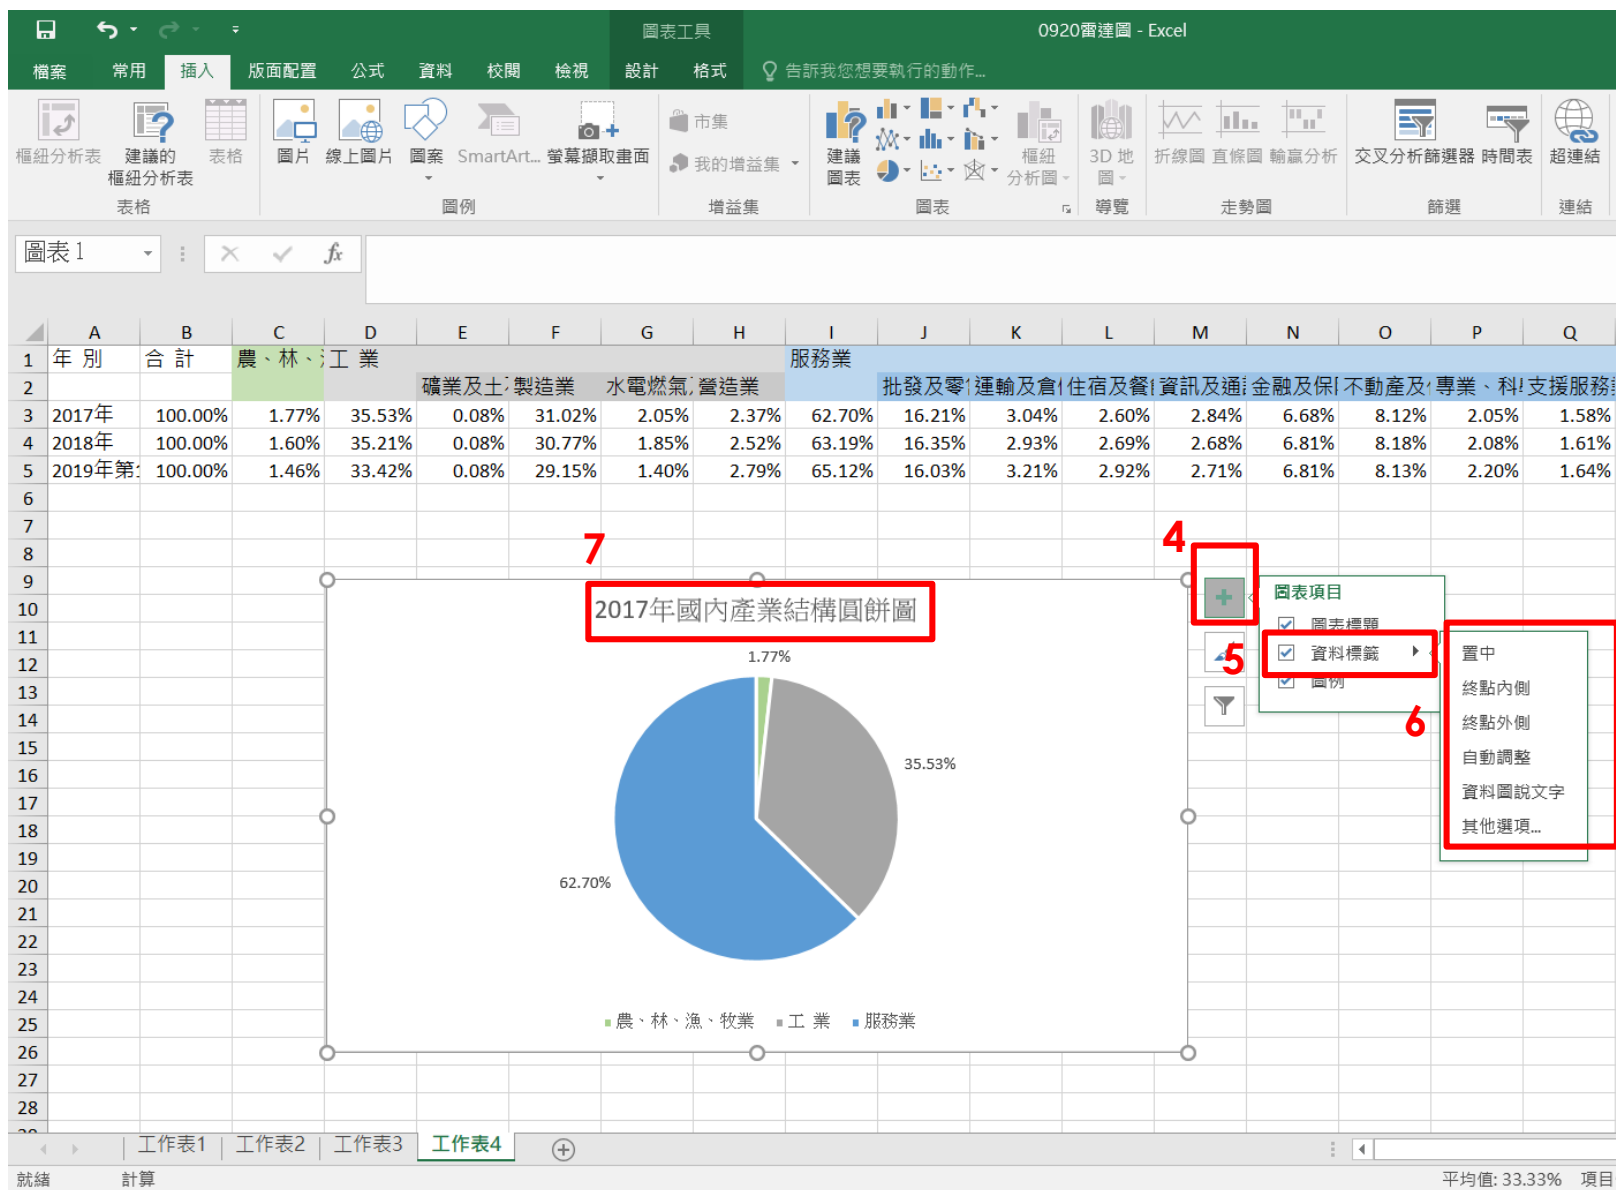 圖表工具
0920雷達圖 - Excel
檔案 常用 插入 版面配置 公式 資料 校閱 檢視 設計 格式 告訴我您想要執行的動作...
樞紐分析表 建議的 樞紐分析表 表格 圖片 線上圖片 圖案 SmartArt... 螢幕擷取畫面 市集 我的增益集 建議 圖表 樞紐 分析圖 3D 地 圖 折線圖 直條圖 輸贏分析 交叉分析篩選器 時間表 超連結
表格 圖例 增益集 圖表 導覽 走勢圖 篩選 連結
圖表 1 fx
A B C D E F G H I J K L M N O P Q
1 年 別 合 計 農、林、 工 業 服務業
2 礦業及土 製造業 水電燃氣 營造業 批發及零 運輸及倉 住宿及餐 資訊及通 金融及保 不動產及 專業、科 支援服務
3 2017年 100.00% 1.77% 35.53% 0.08% 31.02% 2.05% 2.37% 62.70% 16.21% 3.04% 2.60% 2.84% 6.68% 8.12% 2.05% 1.58%
4 2018年 100.00% 1.60% 35.21% 0.08% 30.77% 1.85% 2.52% 63.19% 16.35% 2.93% 2.69% 2.68% 6.81% 8.18% 2.08% 1.61%
5 2019年第 100.00% 1.46% 33.42% 0.08% 29.15% 1.40% 2.79% 65.12% 16.03% 3.21% 2.92% 2.71% 6.81% 8.13% 2.20% 1.64%
6
7
8
9
10
11
12
13
14
15
16
17
18
19
20
21
22
23
24
25
26
27
28
7
2017年國內產業結構圓餅圖
1.77%
35.53%
62.70%
農、林、漁、牧業 工 業 服務業
4
圖表項目
圖表標題
5
資料標籤
圖例
6
置中
終點內側
終點外側
自動調整
資料圖說文字
其他選項...
工作表1 工作表2 工作表3 工作表4
就緒 計算 平均值: 33.33% 項目